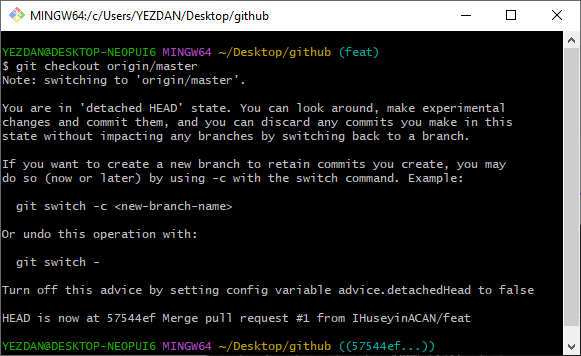 MINGW64:/c/Users/YEZDAN/Desktop/github
YEZDAN@DESKTOP-NEOPUI6 MINGW64 ~/Desktop/github (feat)
$ git checkout origin/master
Note: switching to 'origin/master'.
You are in 'detached HEAD' state. You can look around, make experimental
changes and commit them, and you can discard any commits you make in this
state without impacting any branches by switching back to a branch.
If you want to create a new branch to retain commits you create, you may
do so (now or later) by using -c with the switch command. Example:
git switch -c <new-branch-name>
Or undo this operation with:
git switch -
Turn off this advice by setting config variable advice.detachedHead to false
HEAD is now at 57544ef Merge pull request #1 from IHuseyinACAN/feat
YEZDAN@DESKTOP-NEOPUI6 MINGW64 ~/Desktop/github ((57544ef...))